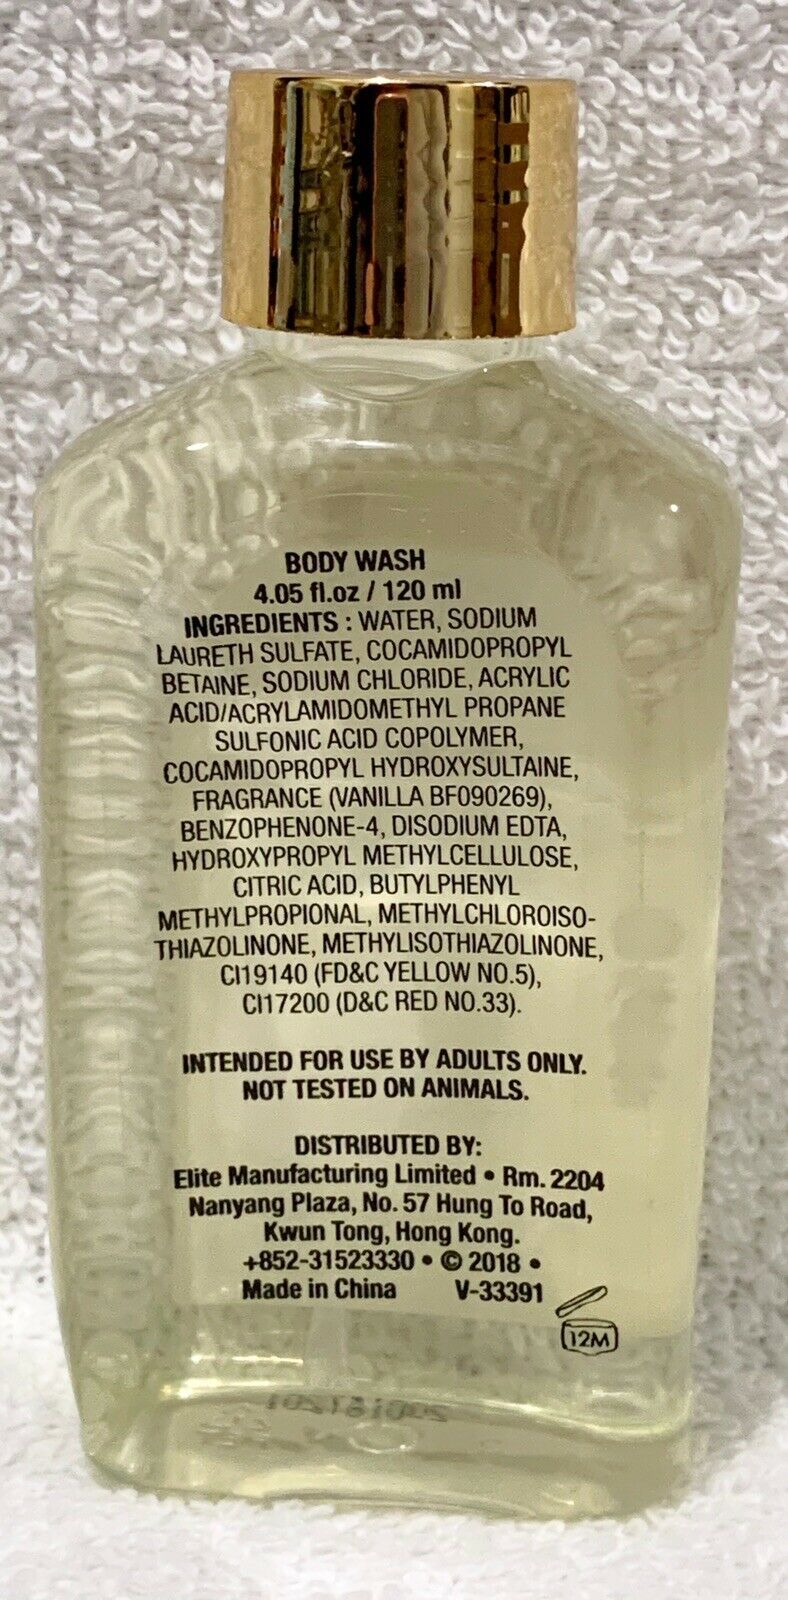 BODY WASH
4.05 fl.oz / 120 ml
INGREDIENTS : WATER, SODIUM
LAURETH SULFATE, COCAMIDOPROPYL
BETAINE, SODIUM CHLORIDE, ACRYLIC
ACID/ACRYLAMIDOMETHYL PROPANE
SULFONIC ACID COPOLYMER,
COCAMIDOPROPYL HYDROXYSULTAINE,
FRAGRANCE (VANILLA BF090269),
BENZOPHENONE-4, DISODIUM EDTA,
HYDROXYPROPYL METHYLCELLULOSE,
CITRIC ACID, BUTYLPHENYL
METHYLPROPIONAL, METHYLCHLOROISO-
THIAZOLINONE, METHYLISOTHIAZOLINONE,
CI19140 (FD&C YELLOW NO.5),
CI17200 (D&C RED NO.33).
INTENDED FOR USE BY ADULTS ONLY.
NOT TESTED ON ANIMALS.
DISTRIBUTED BY:
Elite Manufacturing Limited • Rm. 2204
Nanyang Plaza, No. 57 Hung To Road,
Kwun Tong, Hong Kong.
+852-31523330 • © 2018 •
Made in China V-33391
12M